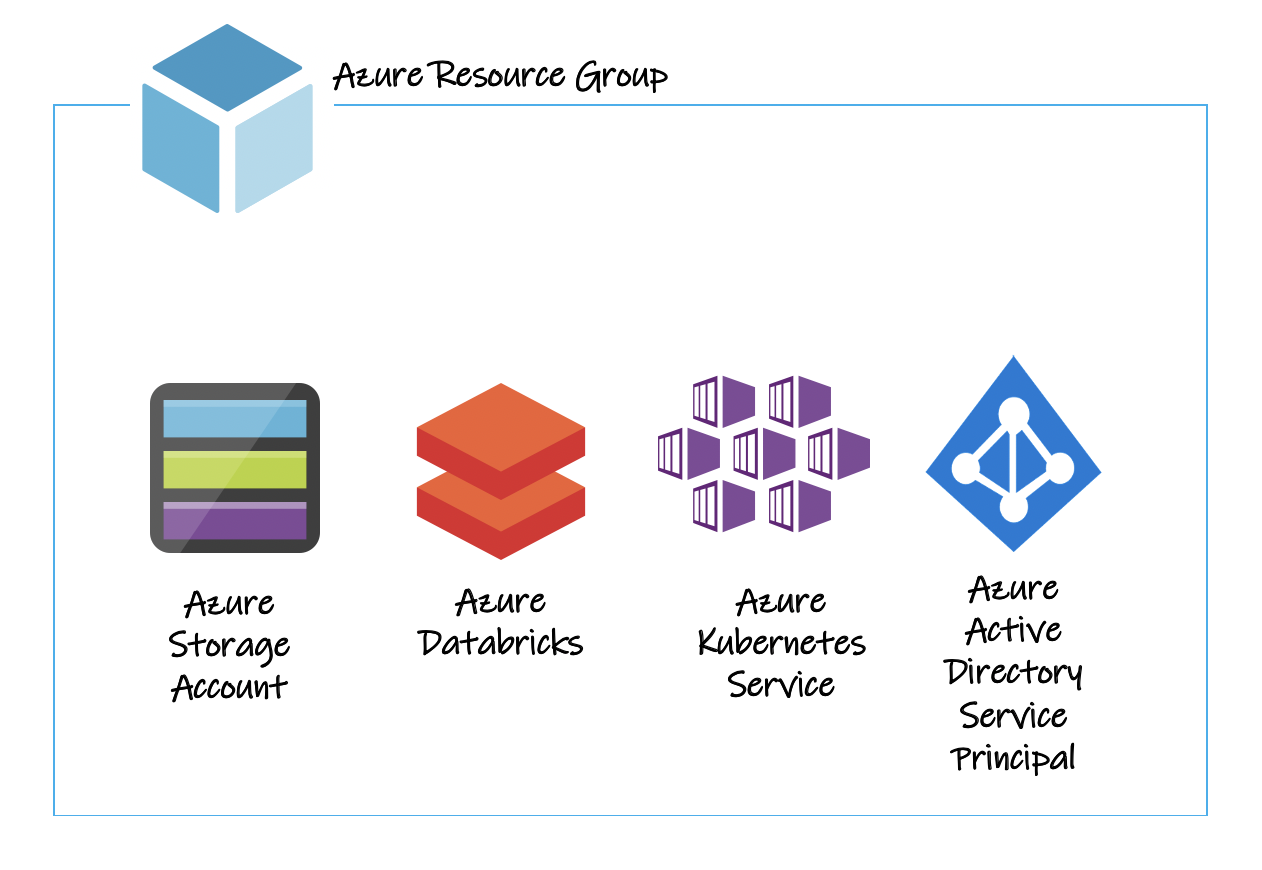 Azure Resource Group
Azure
Storage
Account
Azure
Databricks
Azure
Kubernetes
Service
Azure
Active
Directory
Service
Principal